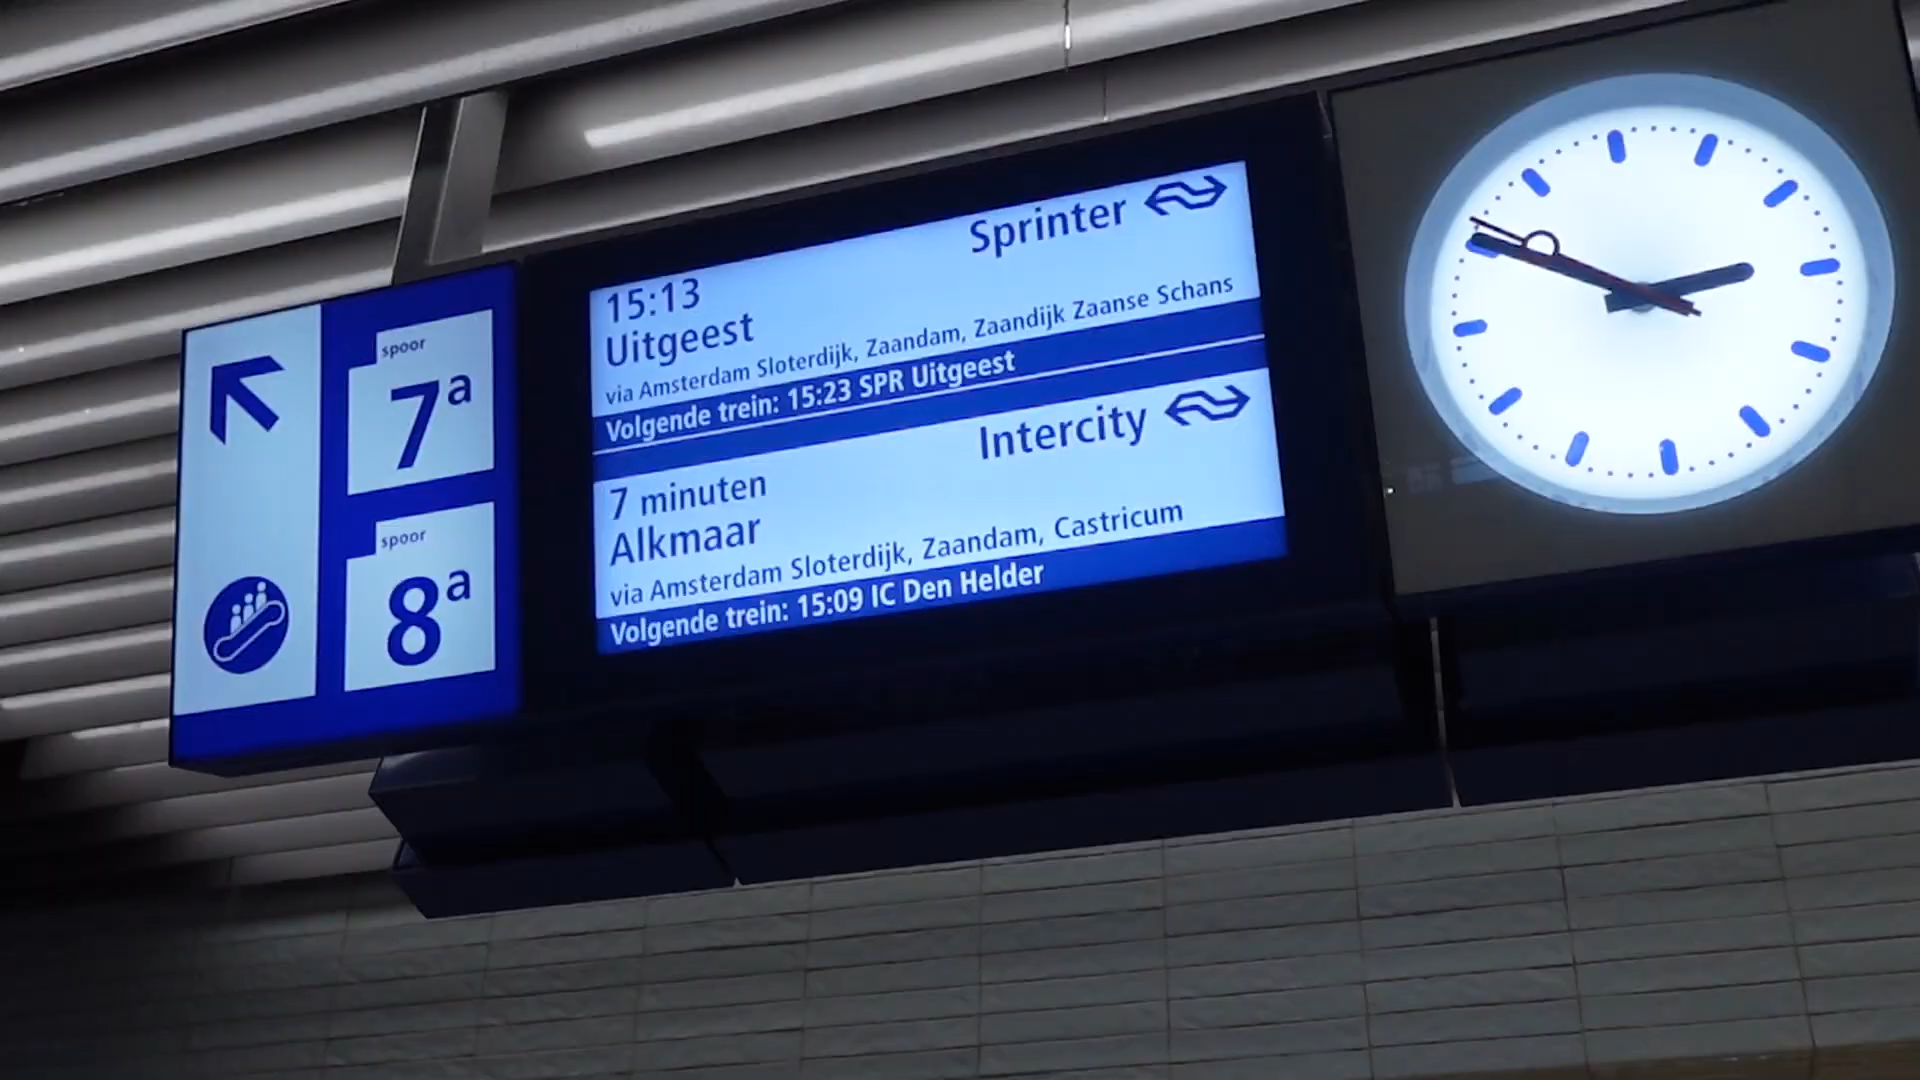 spoor
7a
spoor
8a
Sprinter
15:13
Uitgeest
via Amsterdam Sloterdijk, Zaandam, Zaandijk Zaanse Schans
Volgende trein: 15:23 SPR Uitgeest
Intercity
7 minuten
Alkmaar
via Amsterdam Sloterdijk, Zaandam, Castricum
Volgende trein: 15:09 IC Den Helder